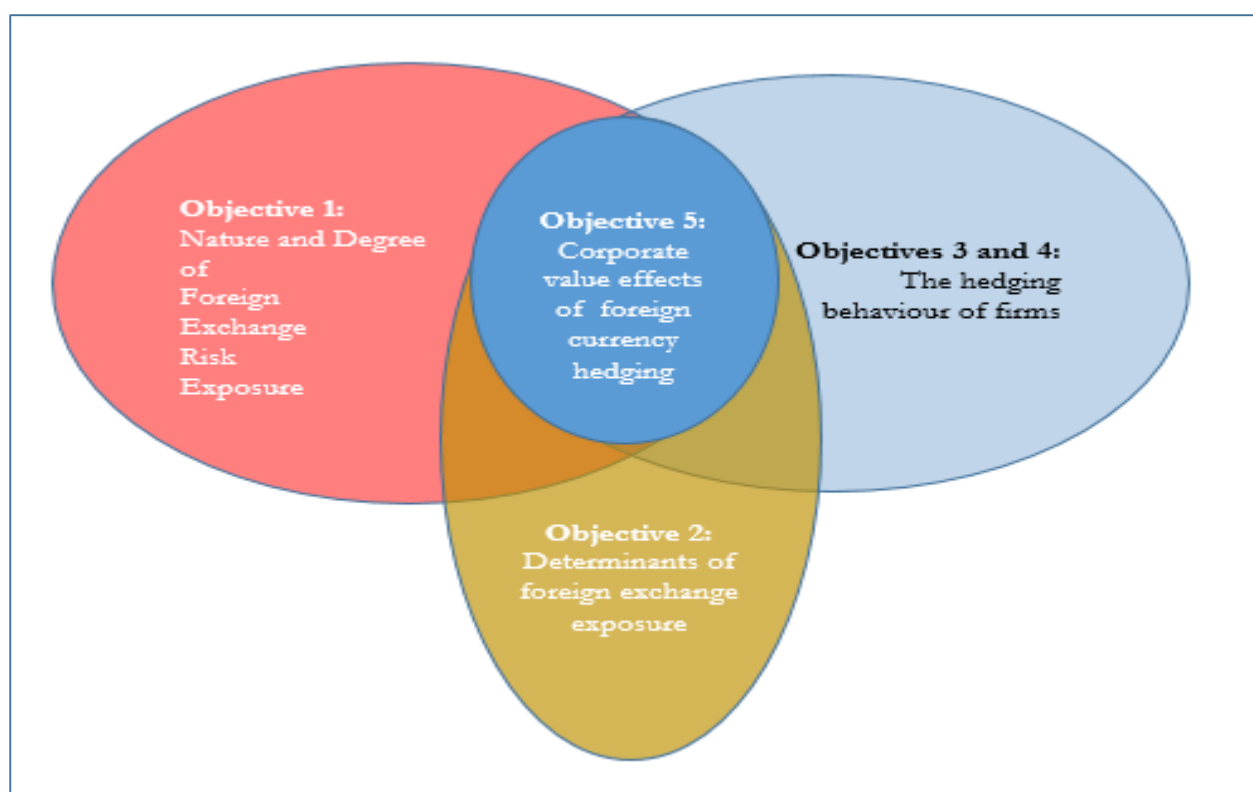 Objective 1:
Nature and Degree
of
Foreign
Exchange
Risk
Exposure
Objective 5:
Corporate
value effects
of foreign
currency
hedging
Objectives 3 and 4:
The hedging
behaviour of firms
Objective 2:
Determinants of
foreign exchange
exposure